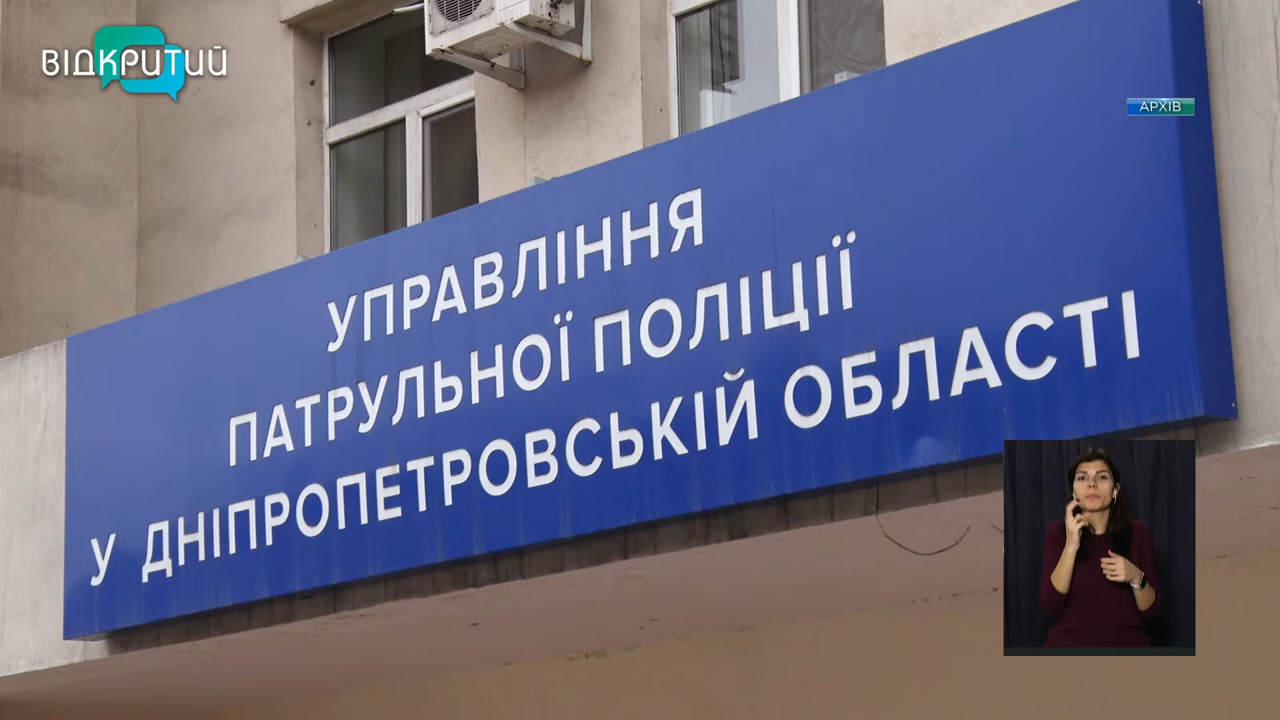 ВІДКРИТИЙ
АРХІВ
УПРАВЛІННЯ
ПАТРУЛЬНОЇ ПОЛІЦІЇ
У ДНІПРОПЕТРОВСЬКІЙ ОБЛАСТІ